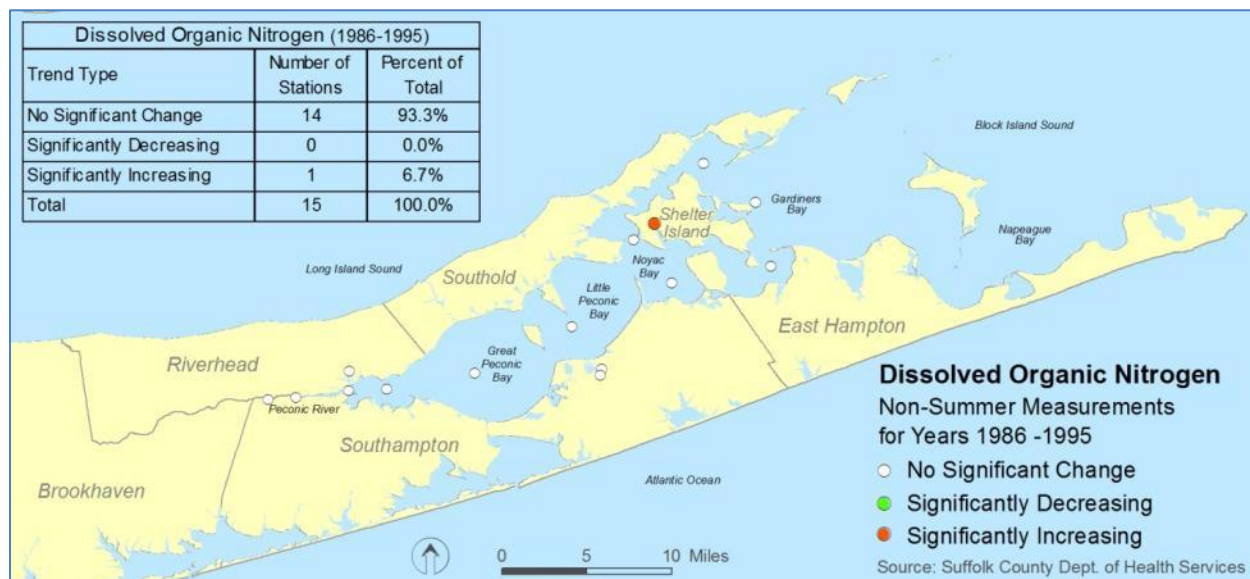 Dissolved Organic Nitrogen (1986-1995)
Trend Type
Number of
Stations
Percent of
Total
No Significant Change 14 93.3%
Significantly Decreasing 0 0.0%
Significantly Increasing 1 6.7%
Total 15 100.0%
Block Island Sound
Gardiners
Bay
Shelter
Island
Napeague
Bay
Noyac
Bay
Long Island Sound
Southold
Little
Peconic
Bay
East Hampton
Riverhead
Great
Peconic
Bay
Peconic River
Southampton
Brookhaven
Atlantic Ocean
Dissolved Organic Nitrogen
Non-Summer Measurements
for Years 1986 -1995
No Significant Change
Significantly Decreasing
Significantly Increasing
0 5 10 Miles
Source: Suffolk County Dept. of Health Services